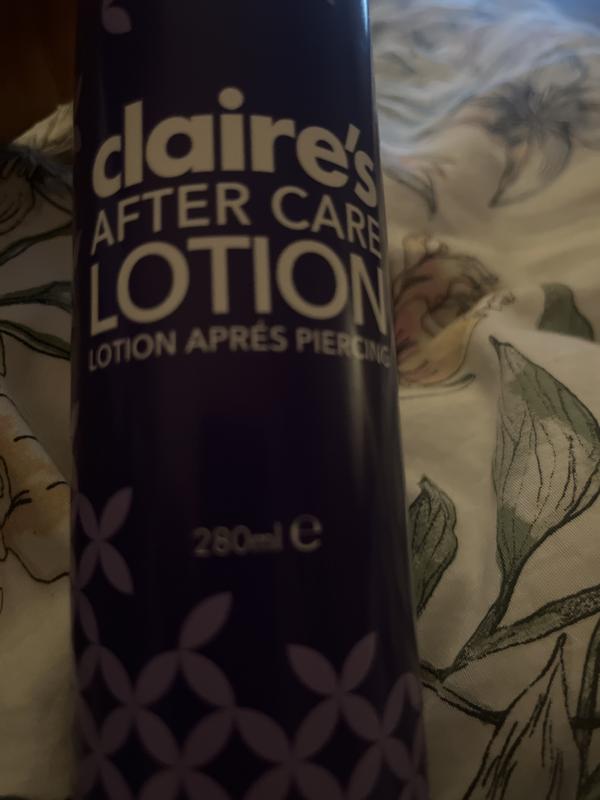 claire's
AFTER CARE
LOTION
LOTION APRÉS PIERCING
280ml ℮